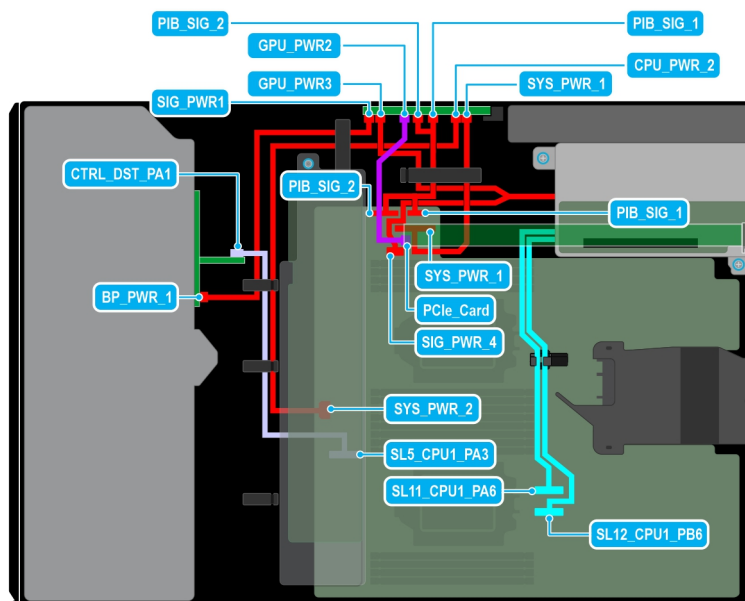 PIB_SIG_2
PIB_SIG_1
GPU_PWR2
CPU_PWR_2
GPU_PWR3
SYS_PWR_1
SIG_PWR1
CTRL_DST_PA1
PIB_SIG_2
PIB_SIG_1
SYS_PWR_1
BP_PWR_1
PCIe_Card
SIG_PWR_4
SYS_PWR_2
SL5_CPU1_PA3
SL11_CPU1_PA6
SL12_CPU1_PB6